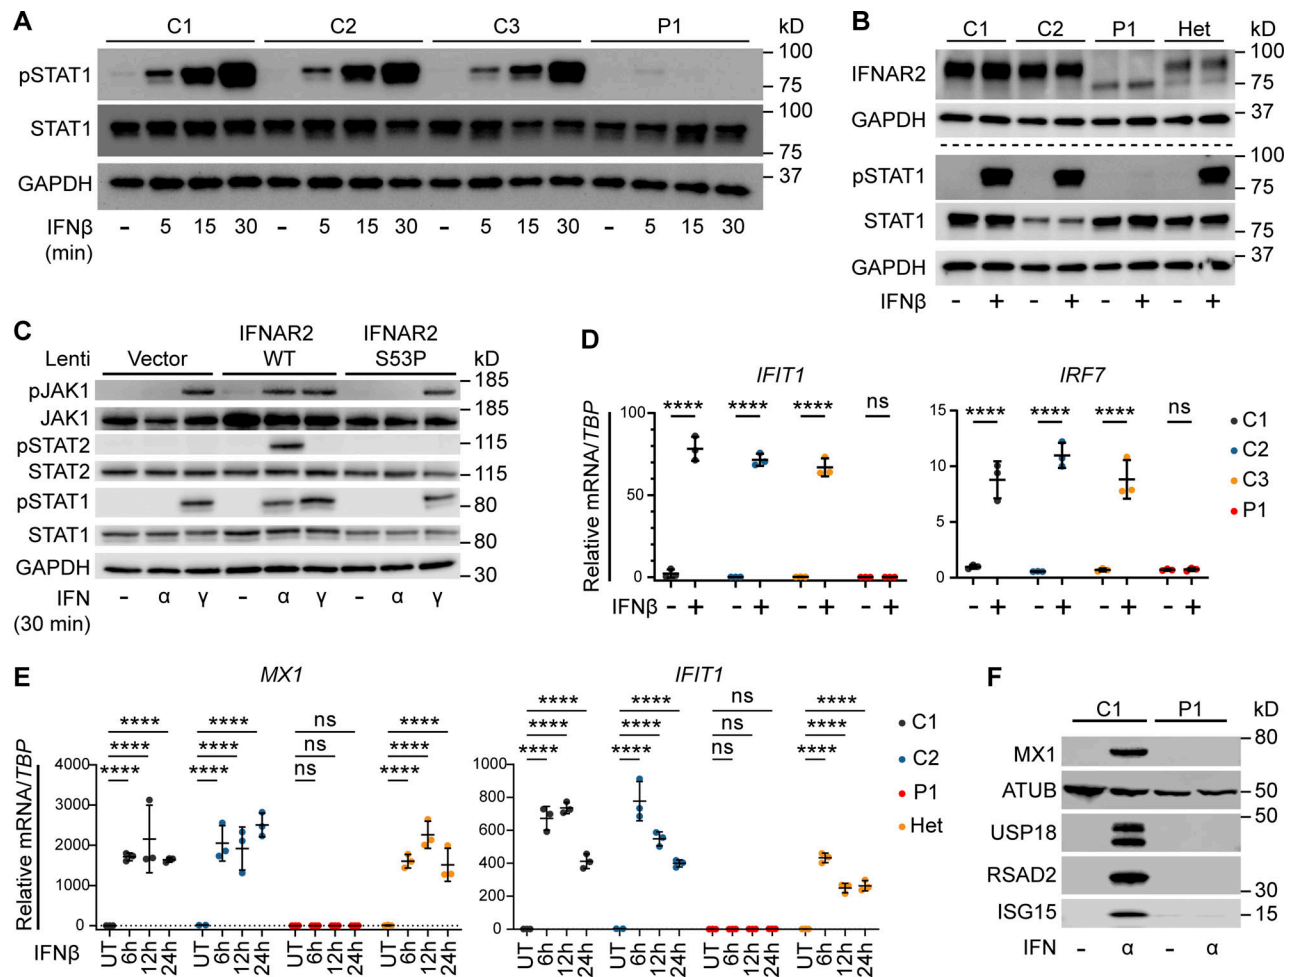 A
C1 C2 C3 P1 kD
pSTAT1
100
75
STAT1
100
75
GAPDH
37
IFNβ - 5 15 30 - 5 15 30 - 5 15 30 - 5 15 30
(min)
B
C1 C2 P1 Het kD
IFNAR2
100
75
GAPDH
37
pSTAT1
100
75
STAT1
75
GAPDH
37
IFNβ - + - + - + - +
C
Lenti Vector IFNAR2 WT IFNAR2 S53P kD
pJAK1
185
JAK1
185
pSTAT2
115
STAT2
115
pSTAT1
80
STAT1
80
GAPDH
30
IFN - α γ - α γ - α γ
(30 min)
D
IFIT1
Relative mRNA/TBP
100
50
0
**** **** **** ns
IFNβ - + - + - + - +
IRF7
15
10
5
0
**** **** **** ns
- + - + - + - +
C1
C2
C3
P1
E
MX1
Relative mRNA/TBP
4000
3000
2000
1000
0
**** **** ns ****
**** **** ns ****
**** **** ns ****
IFNβ UT 6h 12h 24h UT 6h 12h 24h UT 6h 12h 24h UT 6h 12h 24h
IFIT1
1000
800
600
400
200
0
**** **** ns ****
**** **** ns ****
**** **** ns ****
UT 6h 12h 24h UT 6h 12h 24h UT 6h 12h 24h UT 6h 12h 24h
C1
C2
P1
Het
F
C1 P1 kD
MX1
80
ATUB
50
USP18
50
RSAD2
30
ISG15
15
IFN - α - α